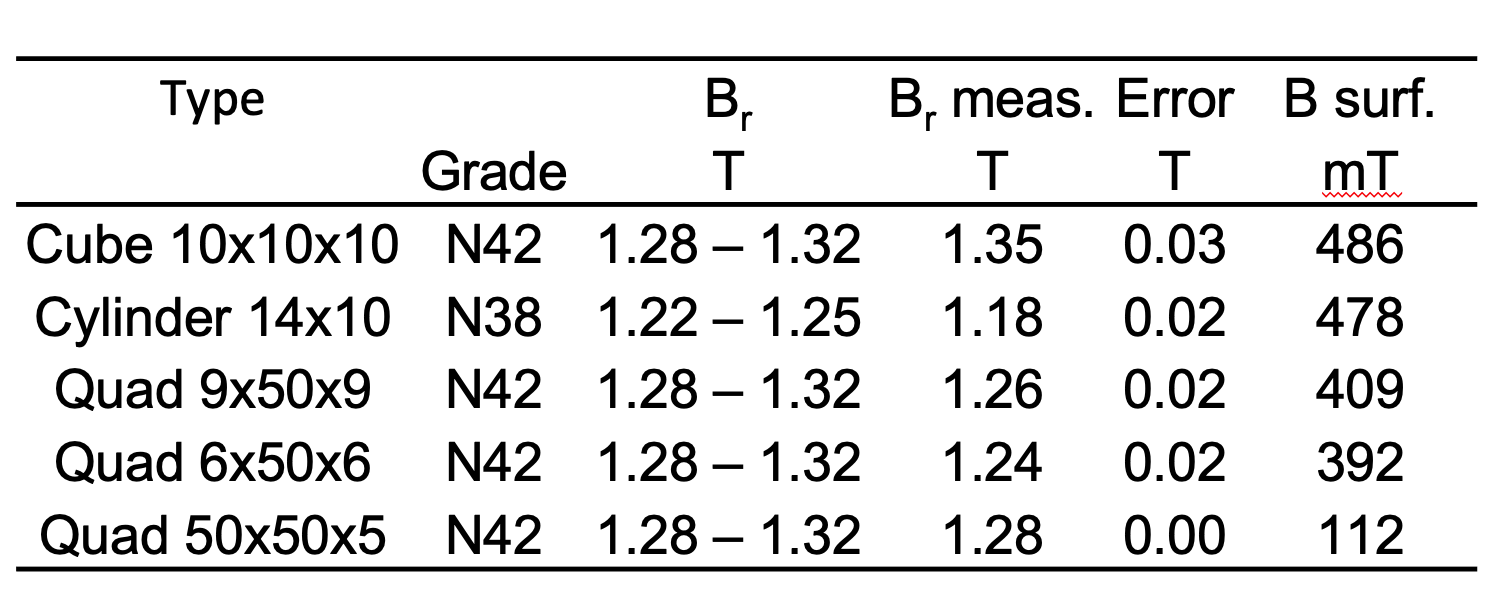 Type Br Br meas. Error B surf.
Grade T T T mT
Cube 10x10x10 N42 1.28 – 1.32 1.35 0.03 486
Cylinder 14x10 N38 1.22 – 1.25 1.18 0.02 478
Quad 9x50x9 N42 1.28 – 1.32 1.26 0.02 409
Quad 6x50x6 N42 1.28 – 1.32 1.24 0.02 392
Quad 50x50x5 N42 1.28 – 1.32 1.28 0.00 112